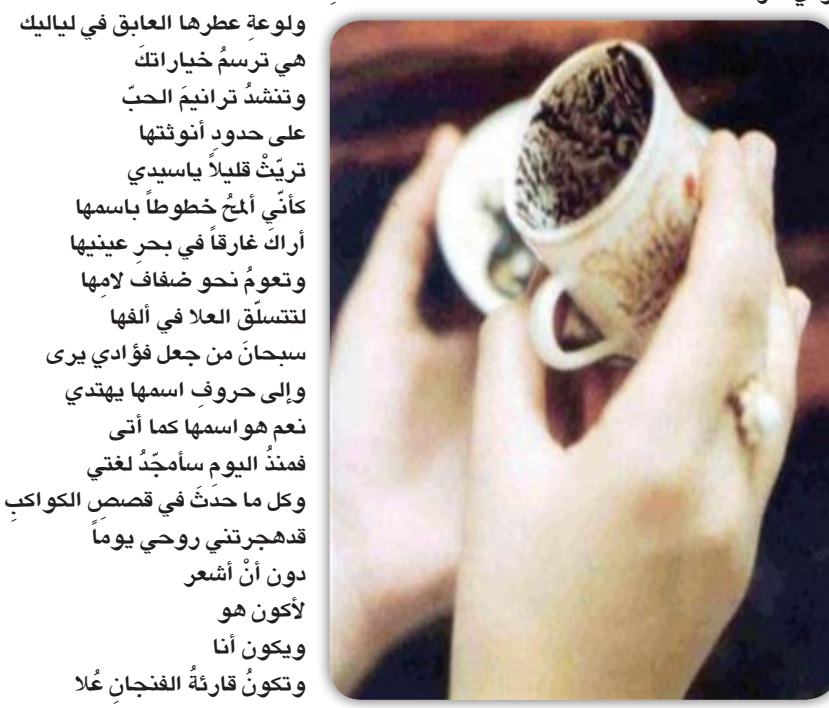 ولوعةِ عطرها العابق في لياليك
هي ترسمُ خياراتكَ
وتنشدُ ترانيمَ الحبّ
على حدودِ أنوثتها
تريّثْ قليلاً ياسيدي
كأنّي ألمحُ خطوطاً باسمها
أراكَ غارقاً في بحرِ عينيها
وتعومُ نحو ضفاف لامِها
لتتسلّق العلا في ألفها
سبحانَ من جعل فؤادي يرى
وإلى حروفِ اسمها يهتدي
نعم هو اسمها كما أتى
فمنذُ اليومِ سأمجّدُ لغتي
وكل ما حدَثَ في قصصِ الكواكبِ
قدهجرتني روحي يوماً
دون أنْ أشعر
لأكون هو
ويكون أنا
وتكونُ قارئةُ الفنجانِ عُلا